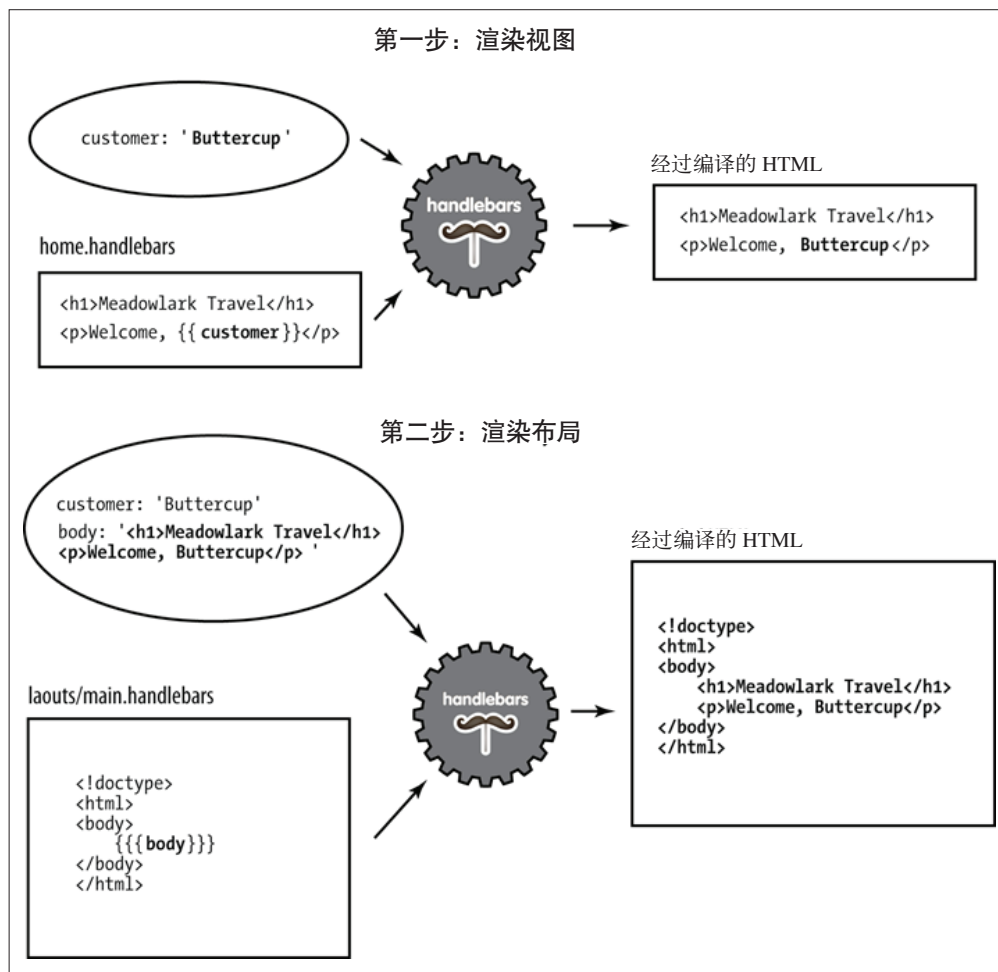 第一步：渲染视图
customer: 'Buttercup'
home.handlebars
<h1>Meadowlark Travel</h1>
<p>Welcome, {{customer}}</p>
handlebars
经过编译的 HTML
<h1>Meadowlark Travel</h1>
<p>Welcome, Buttercup</p>
第二步：渲染布局
customer: 'Buttercup'
body: '<h1>Meadowlark Travel</h1>
<p>Welcome, Buttercup</p> '
laouts/main.handlebars
<!doctype>
<html>
<body>
{{{body}}}
</body>
</html>
handlebars
经过编译的 HTML
<!doctype>
<html>
<body>
<h1>Meadowlark Travel</h1>
<p>Welcome, Buttercup</p>
</body>
</html>